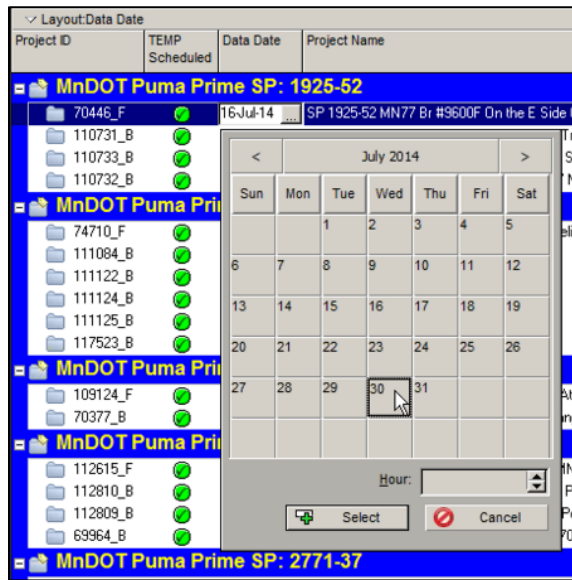 Layout:Data Date
Project ID TEMP Scheduled Data Date Project Name
MnDOT Puma Prime SP: 1925-52
70446_F 16-Jul-14 ... SP 1925-52 MN77 Br #9600F On the E Side
110731_B
110733_B
110732_B
MnDOT Puma Pri
74710_F
111084_B
111122_B
111124_B
111125_B
117523_B
MnDOT Puma Pri
109124_F
70377_B
MnDOT Puma Pri
112615_F
112810_B
112809_B
69964_B
MnDOT Puma Prime SP: 2771-37
< July 2014 >
Sun Mon Tue Wed Thu Fri Sat
1 2 3 4 5
6 7 8 9 10 11 12
13 14 15 16 17 18 19
20 21 22 23 24 25 26
27 28 29 30 31
Hour:
Select Cancel